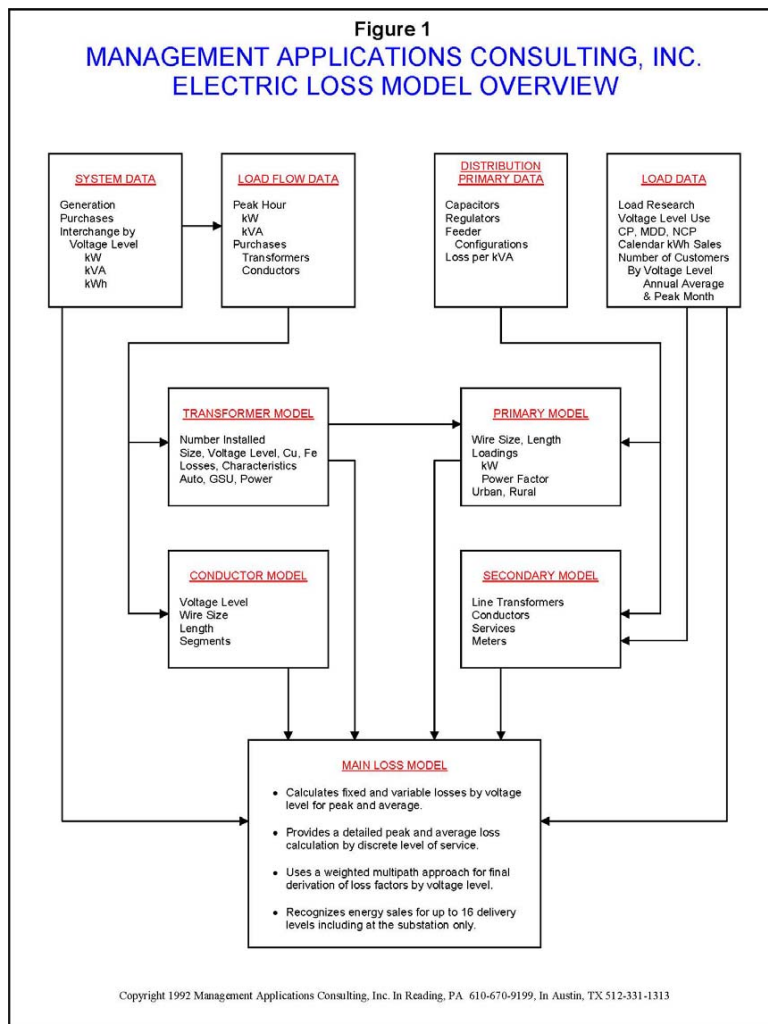 Figure 1
MANAGEMENT APPLICATIONS CONSULTING, INC.
ELECTRIC LOSS MODEL OVERVIEW
SYSTEM DATA
Generation
Purchases
Interchange by
Voltage Level
kW
kVA
kWh
LOAD FLOW DATA
Peak Hour
kW
kVA
Purchases
Transformers
Conductors
DISTRIBUTION
PRIMARY DATA
Capacitors
Regulators
Feeder
Configurations
Loss per kVA
LOAD DATA
Load Research
Voltage Level Use
CP, MDD, NCP
Calendar kWh Sales
Number of Customers
By Voltage Level
Annual Average
& Peak Month
TRANSFORMER MODEL
Number Installed
Size, Voltage Level, Cu, Fe
Losses, Characteristics
Auto, GSU, Power
PRIMARY MODEL
Wire Size, Length
Loadings
kW
Power Factor
Urban, Rural
CONDUCTOR MODEL
Voltage Level
Wire Size
Length
Segments
SECONDARY MODEL
Line Transformers
Conductors
Services
Meters
MAIN LOSS MODEL
• Calculates fixed and variable losses by voltage
level for peak and average.
• Provides a detailed peak and average loss
calculation by discrete level of service.
• Uses a weighted multipath approach for final
derivation of loss factors by voltage level.
• Recognizes energy sales for up to 16 delivery
levels including at the substation only.
Copyright 1992 Management Applications Consulting, Inc. In Reading, PA 610-670-9199, In Austin, TX 512-331-1313